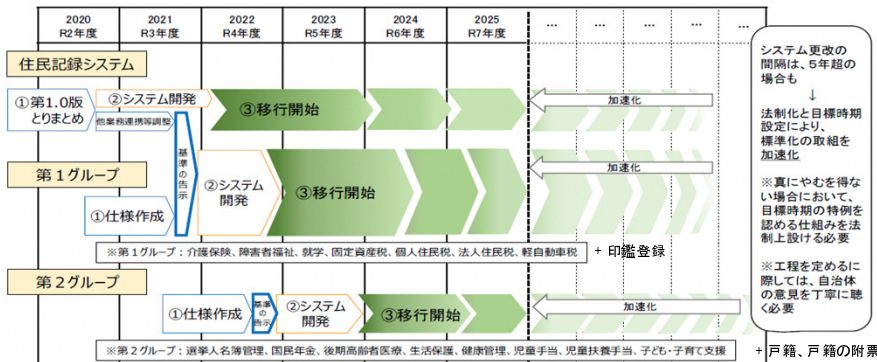 2020
R2年度
2021
R3年度
2022
R4年度
2023
R5年度
2024
R6年度
2025
R7年度
…
…
…
…
…
住民記録システム
①第1.0版
とりまとめ
②システム開発
他業務連携等調整
③移行開始
加速化
基準の告示
第1グループ
①仕様作成
②システム
開発
③移行開始
加速化
※第1グループ：介護保険、障害者福祉、就学、固定資産税、個人住民税、法人住民税、軽自動車税
+ 印鑑登録
第2グループ
①仕様作成
基準の告示
②システム
開発
③移行開始
加速化
※第2グループ：選挙人名簿管理、国民年金、後期高齢者医療、生活保護、健康管理、児童手当、児童扶養手当、子ども・子育て支援
+ 戸籍、戸籍の附票
システム更改の
間隔は、５年超の
場合も
↓
法制化と目標時期
設定により、
標準化の取組を
加速化
※真にやむを得な
い場合において、
目標時期の特例を
認める仕組みを法
制上設ける必要
※工程を定めるに
際しては、自治体
の意見を丁寧に聴
く必要